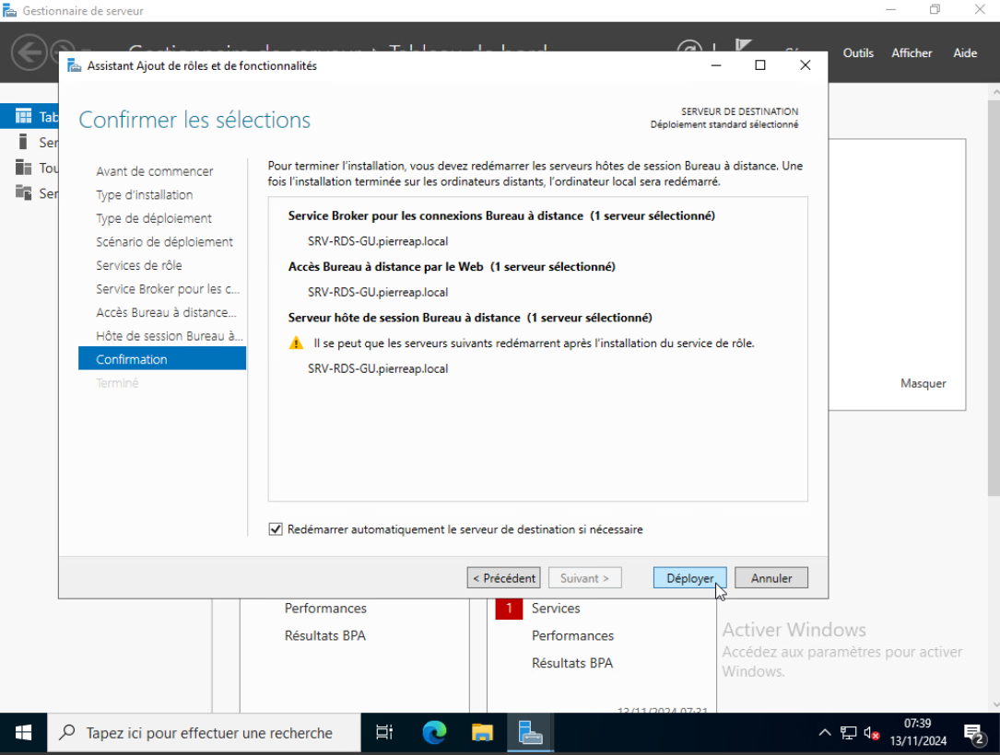 Gestionnaire de serveur
Outils Afficher Aide
Assistant Ajout de rôles et de fonctionnalités
Confirmer les sélections
SERVEUR DE DESTINATION
Déploiement standard sélectionné
Tab
Ser
Tou
Ser
Avant de commencer
Type d'installation
Type de déploiement
Scénario de déploiement
Services de rôle
Service Broker pour les c...
Accès Bureau à distance...
Hôte de session Bureau à...
Confirmation
Terminé
Pour terminer l'installation, vous devez redémarrer les serveurs hôtes de session Bureau à distance. Une
fois l'installation terminée sur les ordinateurs distants, l'ordinateur local sera redémarré.
Service Broker pour les connexions Bureau à distance (1 serveur sélectionné)
SRV-RDS-GU.pierreap.local
Accès Bureau à distance par le Web (1 serveur sélectionné)
SRV-RDS-GU.pierreap.local
Serveur hôte de session Bureau à distance (1 serveur sélectionné)
Il se peut que les serveurs suivants redémarrent après l'installation du service de rôle.
SRV-RDS-GU.pierreap.local
Masquer
Redémarrer automatiquement le serveur de destination si nécessaire
< Précédent Suivant > Déployer Annuler
Performances
Résultats BPA
1 Services
Performances
Résultats BPA
13/11/2024 07:31
Activer Windows
Accédez aux paramètres pour activer
Windows.
Tapez ici pour effectuer une recherche
07:39
13/11/2024
2